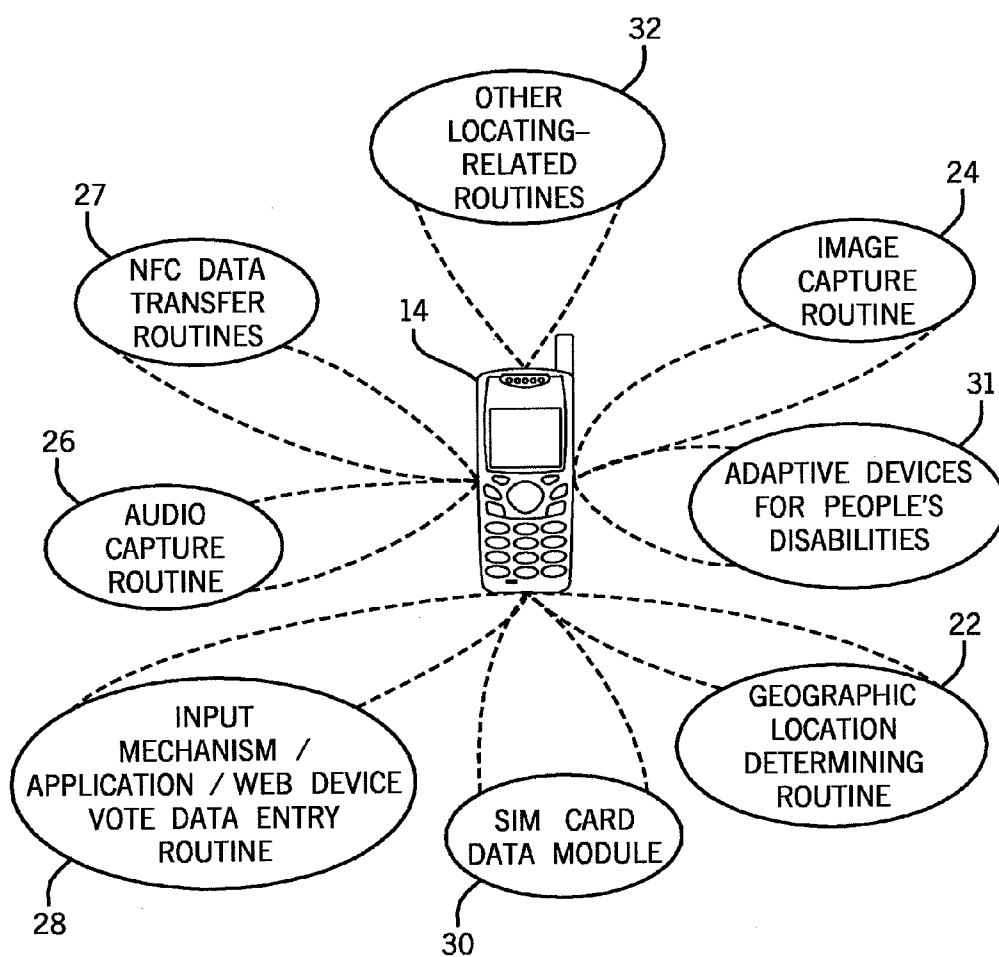 32
OTHER
LOCATING–
RELATED
ROUTINES
27
NFC DATA
TRANSFER
ROUTINES
24
IMAGE
CAPTURE
ROUTINE
14
26
AUDIO
CAPTURE
ROUTINE
31
ADAPTIVE DEVICES
FOR PEOPLE'S
DISABILITIES
22
GEOGRAPHIC
LOCATION
DETERMINING
ROUTINE
INPUT
MECHANISM /
APPLICATION / WEB DEVICE
VOTE DATA ENTRY
ROUTINE
28
SIM CARD
DATA MODULE
30